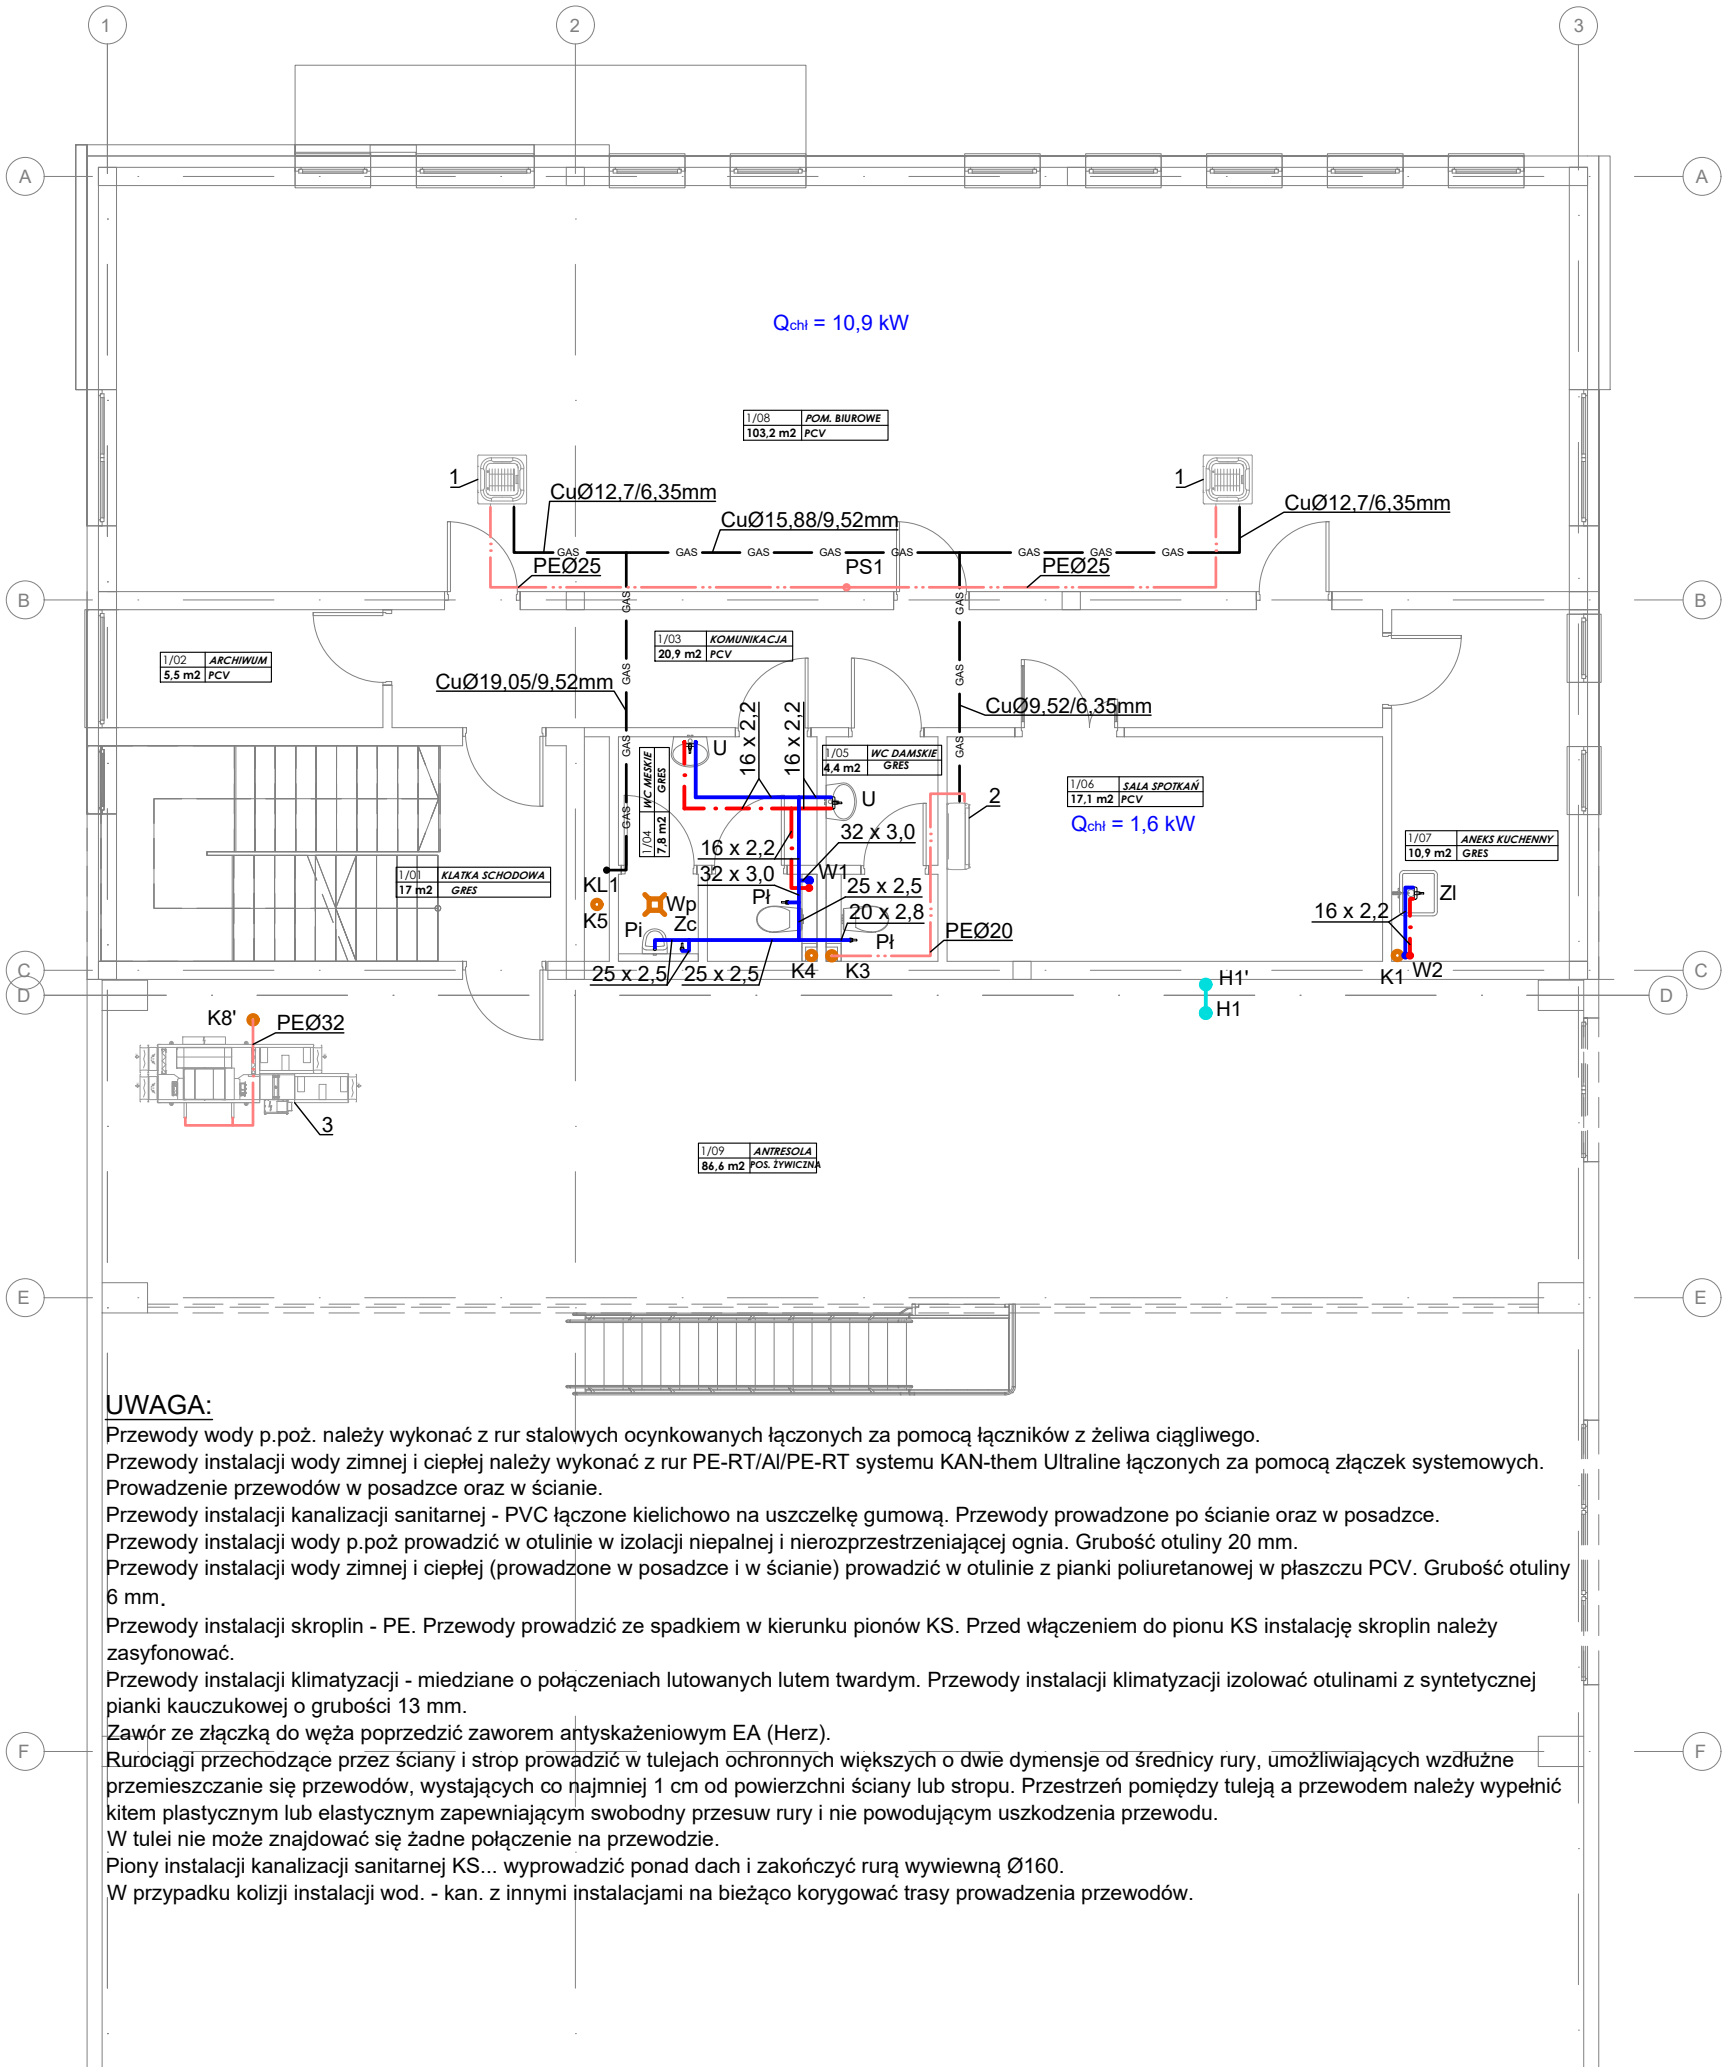 1
2
3
A
A
Qchł = 10,9 kW
1/08 POM. BIUROWE
103,2 m2 PCV
1
1
CuØ12,7/6,35mm
CuØ15,88/9,52mm
CuØ12,7/6,35mm
GAS GAS GAS GAS GAS GAS GAS GAS
PEØ25
PS1
PEØ25
B
B
GAS
GAS
1/03 KOMUNIKACJA
20,9 m2 PCV
1/02 ARCHIWUM
5,5 m2 PCV
GAS
GAS
CuØ19,05/9,52mm
CuØ9,52/6,35mm
16 x 2,2
16 x 2,2
GAS
GAS
U
1/04 WC MESKIE
7,8 m2 GRES
1/05 WC DAMSKIE
4,4 m2 GRES
1/06 SALA SPOTKAŃ
17,1 m2 PCV
U
2
GAS
Qchł = 1,6 kW
32 x 3,0
16 x 2,2
1/07 ANEKS KUCHENNY
10,9 m2 GRES
1/01 KLATKA SCHODOWA
17 m2 GRES
32 x 3,0
W1
KL1
25 x 2,5
Pł
Zl
K5
Wp
20 x 2,8
16 x 2,2
Zc
Pi
Pł
PEØ20
25 x 2,5
25 x 2,5
K4
K3
K1
W2
C
C
D
D
H1'
H1
K8'
PEØ32
3
1/09 ANTRESOLA
86,6 m2 POS. ŻYWICZNA
E
E
UWAGA:
Przewody wody p.poż. należy wykonać z rur stalowych ocynkowanych łączonych za pomocą łączników z żeliwa ciągliwego.
Przewody instalacji wody zimnej i ciepłej należy wykonać z rur PE-RT/Al/PE-RT systemu KAN-them Ultraline łączonych za pomocą złączek systemowych.
Prowadzenie przewodów w posadzce oraz w ścianie.
Przewody instalacji kanalizacji sanitarnej - PVC łączone kielichowo na uszczelkę gumową. Przewody prowadzone po ścianie oraz w posadzce.
Przewody instalacji wody p.poż prowadzić w otulinie w izolacji niepalnej i nierozprzestrzeniającej ognia. Grubość otuliny 20 mm.
Przewody instalacji wody zimnej i ciepłej (prowadzone w posadzce i w ścianie) prowadzić w otulinie z pianki poliuretanowej w płaszczu PCV. Grubość otuliny
6 mm.
Przewody instalacji skroplin - PE. Przewody prowadzić ze spadkiem w kierunku pionów KS. Przed włączeniem do pionu KS instalację skroplin należy
zasyfonować.
Przewody instalacji klimatyzacji - miedziane o połączeniach lutowanych lutem twardym. Przewody instalacji klimatyzacji izolować otulinami z syntetycznej
pianki kauczukowej o grubości 13 mm.
Zawór ze złączką do węża poprzedzić zaworem antyskażeniowym EA (Herz).
F
F
Rurociągi przechodzące przez ściany i strop prowadzić w tulejach ochronnych większych o dwie dymensje od średnicy rury, umożliwiających wzdłużne
przemieszczanie się przewodów, wystających co najmniej 1 cm od powierzchni ściany lub stropu. Przestrzeń pomiędzy tuleją a przewodem należy wypełnić
kitem plastycznym lub elastycznym zapewniającym swobodny przesuw rury i nie powodującym uszkodzenia przewodu.
W tulei nie może znajdować się żadne połączenie na przewodzie.
Piony instalacji kanalizacji sanitarnej KS... wyprowadzić ponad dach i zakończyć rurą wywiewną Ø160.
W przypadku kolizji instalacji wod. - kan. z innymi instalacjami na bieżąco korygować trasy prowadzenia przewodów.